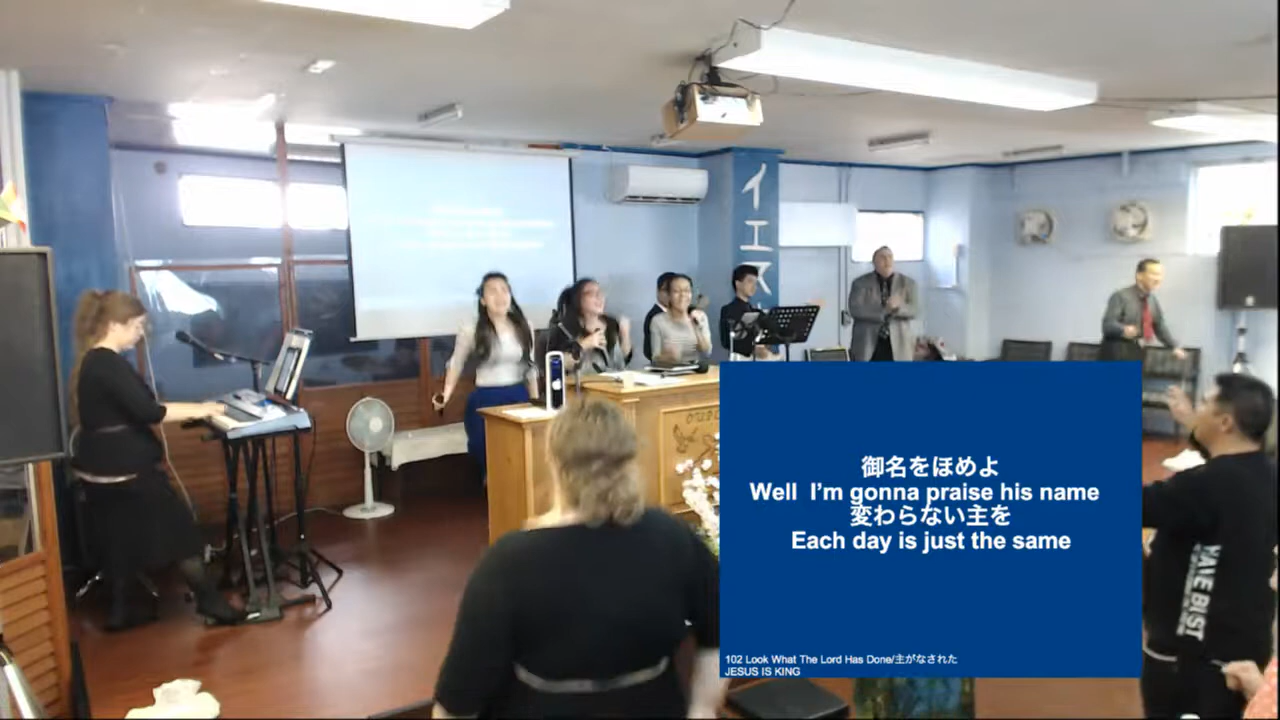 イエス
御名をほめよ
Well I'm gonna praise his name
変わらない主を
Each day is just the same
102 Look What The Lord Has Done/主がなされた
JESUS IS KING